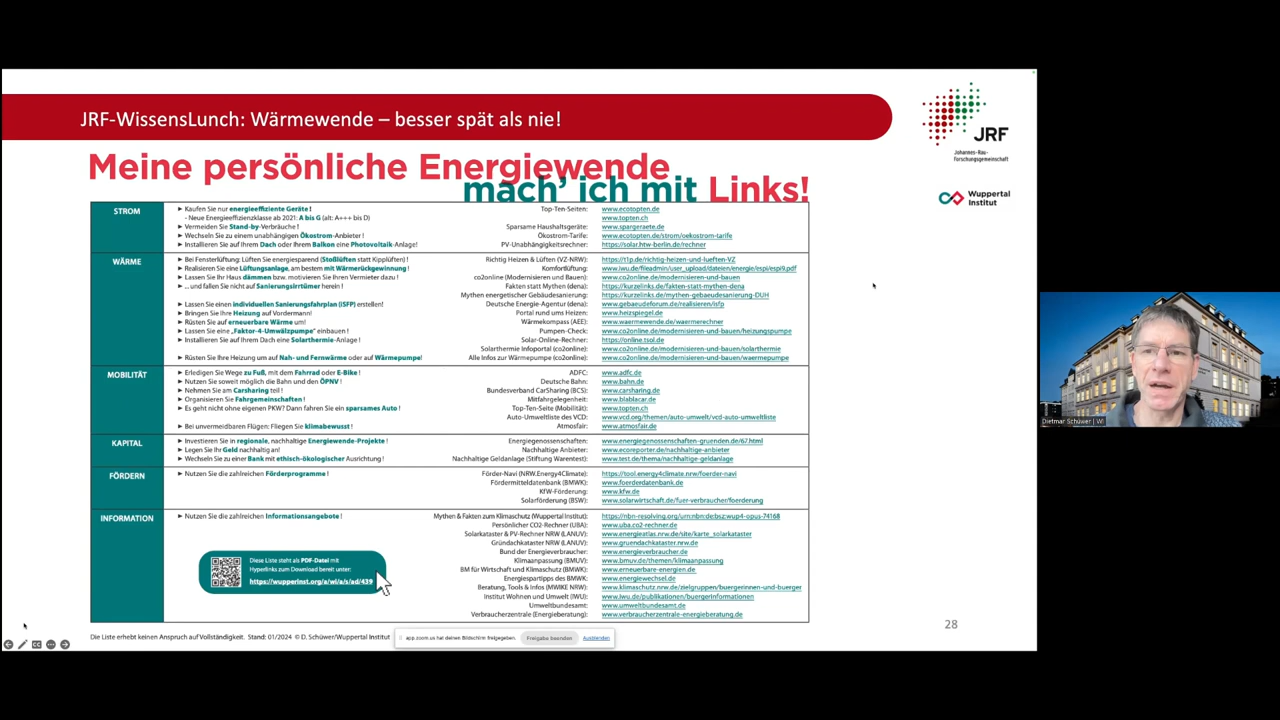 JRF-WissensLunch: Wärmewende – besser spät als nie!
JRF
Johannes-Rau-
Forschungsgemeinschaft
Meine persönliche Energiewende
mach' ich mit Links!
Wuppertal
Institut
STROM
► Kaufen Sie nur energieeffiziente Geräte !
- Neue Energieeffizienzklasse ab 2021: A bis G (alt: A+++ bis D)
► Vermeiden Sie Stand-by-Verbräuche !
► Wechseln Sie zu einem unabhängigen Ökostrom-Anbieter !
► Installieren Sie auf Ihrem Dach oder Ihrem Balkon eine Photovoltaik-Anlage!
Top-Ten-Seiten: www.ecotopten.de
www.topten.ch
Sparsame Haushaltsgeräte: www.spargeraete.de
Ökostrom-Tarife: www.ecotopten.de/strom/oekostrom-tarife
PV-Unabhängigkeitsrechner: https://solar.htw-berlin.de/rechner
WÄRME
► Bei Fensterlüftung: Lüften Sie energiesparend (Stoßlüften statt Kipplüften) !
► Realisieren Sie eine Lüftungsanlage, am besten mit Wärmerückgewinnung !
► Lassen Sie Ihr Haus dämmen bzw. motivieren Sie Ihren Vermieter dazu !
► ... und fallen Sie nicht auf Sanierungsirrtümer herein !
► Lassen Sie einen individuellen Sanierungsfahrplan (iSFP) erstellen!
► Bringen Sie Ihre Heizung auf Vordermann!
► Rüsten Sie auf erneuerbare Wärme um!
► Lassen Sie eine „Faktor-4-Umwälzpumpe" einbauen !
► Installieren Sie auf Ihrem Dach eine Solarthermie-Anlage !
► Rüsten Sie Ihre Heizung um auf Nah- und Fernwärme oder auf Wärmepumpe!
Richtig Heizen & Lüften (VZ-NRW): https://t1p.de/richtig-heizen-und-lueften-VZ
Komfortlüftung: www.iwu.de/fileadmin/user_upload/dateien/energie/espi/espi9.pdf
co2online (Modernisieren und Bauen): www.co2online.de/modernisieren-und-bauen
Fakten statt Mythen (dena): https://kurzelinks.de/fakten-statt-mythen-dena
Mythen energetischer Gebäudesanierung: https://kurzelinks.de/mythen-gebaeudesanierung-DUH
Deutsche Energie-Agentur (dena): www.gebaeudeforum.de/realisieren/isfp
Portal rund ums Heizen: www.heizspiegel.de
Wärmekompass (AEE): www.waermewende.de/waermerechner
Pumpen-Check: www.co2online.de/modernisieren-und-bauen/heizungspumpe
Solar-Online-Rechner: https://online.tsol.de
Solarthermie Infoportal (co2online): www.co2online.de/modernisieren-und-bauen/solarthermie
Alle Infos zur Wärmepumpe (co2online): www.co2online.de/modernisieren-und-bauen/waermepumpe
MOBILITÄT
► Erledigen Sie Wege zu Fuß, mit dem Fahrrad oder E-Bike !
► Nutzen Sie soweit möglich die Bahn und den ÖPNV !
► Nehmen Sie am Carsharing teil !
► Organisieren Sie Fahrgemeinschaften !
► Es geht nicht ohne eigenen PKW? Dann fahren Sie ein sparsames Auto !
► Bei unvermeidbaren Flügen: Fliegen Sie klimabewusst !
ADFC: www.adfc.de
Deutsche Bahn: www.bahn.de
Bundesverband CarSharing (BCS): www.carsharing.de
Mitfahrgelegenheit: www.blablacar.de
Top-Ten-Seite (Mobilität): www.topten.ch
Auto-Umweltliste des VCD: www.vcd.org/themen/auto-umwelt/vcd-auto-umweltliste
Atmosfair: www.atmosfair.de
KAPITAL
► Investieren Sie in regionale, nachhaltige Energiewende-Projekte !
► Legen Sie Ihr Geld nachhaltig an!
► Wechseln Sie zu einer Bank mit ethisch-ökologischer Ausrichtung !
Energiegenossenschaften: www.energiegenossenschaften-gruenden.de/67.html
Nachhaltige Anbieter: www.ecoreporter.de/nachhaltige-anbieter
Nachhaltige Geldanlage (Stiftung Warentest): www.test.de/thema/nachhaltige-geldanlage
FÖRDERN
► Nutzen Sie die zahlreichen Förderprogramme !
Förder-Navi (NRW.Energy4Climate): https://tool.energy4climate.nrw/foerder-navi
Fördermitteldatenbank (BMWK): www.foerderdatenbank.de
KfW-Förderung: www.kfw.de
Solarförderung (BSW): www.solarwirtschaft.de/fuer-verbraucher/foerderung
INFORMATION
► Nutzen Sie die zahlreichen Informationsangebote !
Mythen & Fakten zum Klimaschutz (Wuppertal Institut): https://nbn-resolving.org/urn:nbn:de:bsz:wup4-opus-74168
Persönlicher CO2-Rechner (UBA): www.uba.co2-rechner.de
Solarkataster & PV-Rechner NRW (LANUV): www.energieatlas.nrw.de/site/karte_solarkataster
Gründachkataster (LANUV): www.gruendachkataster.nrw.de
Bund der Energieverbraucher: www.energieverbraucher.de
Klimaanpassung (BMUV): www.bmuv.de/themen/klimaanpassung
BM für Wirtschaft und Klimaschutz (BMWK): www.erneuerbare-energien.de
Energiespartipps des BMWK: www.energiewechsel.de
Beratung, Tools & Infos (MWIKE NRW): www.klimaschutz.nrw.de/zielgruppen/buergerinnen-und-buerger
Institut Wohnen und Umwelt (IWU): www.iwu.de/publikationen/buergerinformationen
Umweltbundesamt: www.umweltbundesamt.de
Verbraucherzentrale (Energieberatung): www.verbraucherzentrale-energieberatung.de
Diese Liste steht als PDF-Datei mit
Hyperlinks zum Download bereit unter:
https://wupperinst.org/a/wi/a/s/ad/439
Die Liste erhebt keinen Anspruch auf Vollständigkeit. Stand: 01/2024 © D. Schüwer/Wuppertal Institut
app.zoom.us hat deinen Bildschirm freigegeben.
Freigabe beenden
Ausblenden
28
Dietmar Schüwer | WI